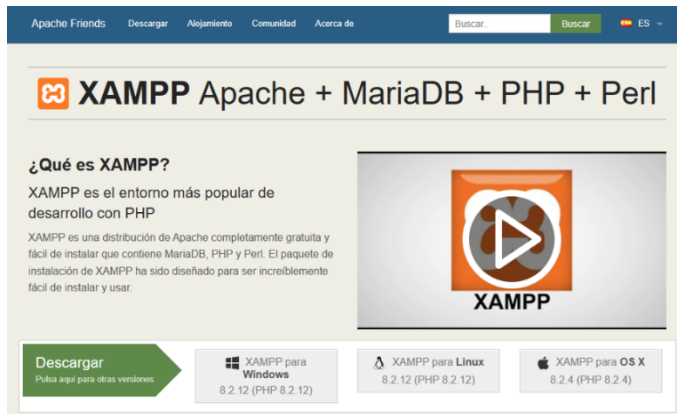 Apache Friends Descargar Alojamiento Comunidad Acerca de Buscar.. Buscar ES
XAMPP Apache + MariaDB + PHP + Perl
¿Qué es XAMPP?
XAMPP es el entorno más popular de
desarrollo con PHP
XAMPP es una distribución de Apache completamente gratuita y
fácil de instalar que contiene MariaDB, PHP y Perl. El paquete de
instalación de XAMPP ha sido diseñado para ser increíblemente
fácil de instalar y usar.
XAMPP
Descargar
Pulsa aquí para otras versiones
XAMPP para
Windows
8.2.12 (PHP 8.2.12)
XAMPP para Linux
8.2.12 (PHP 8.2.12)
XAMPP para OS X
8.2.4 (PHP 8.2.4)